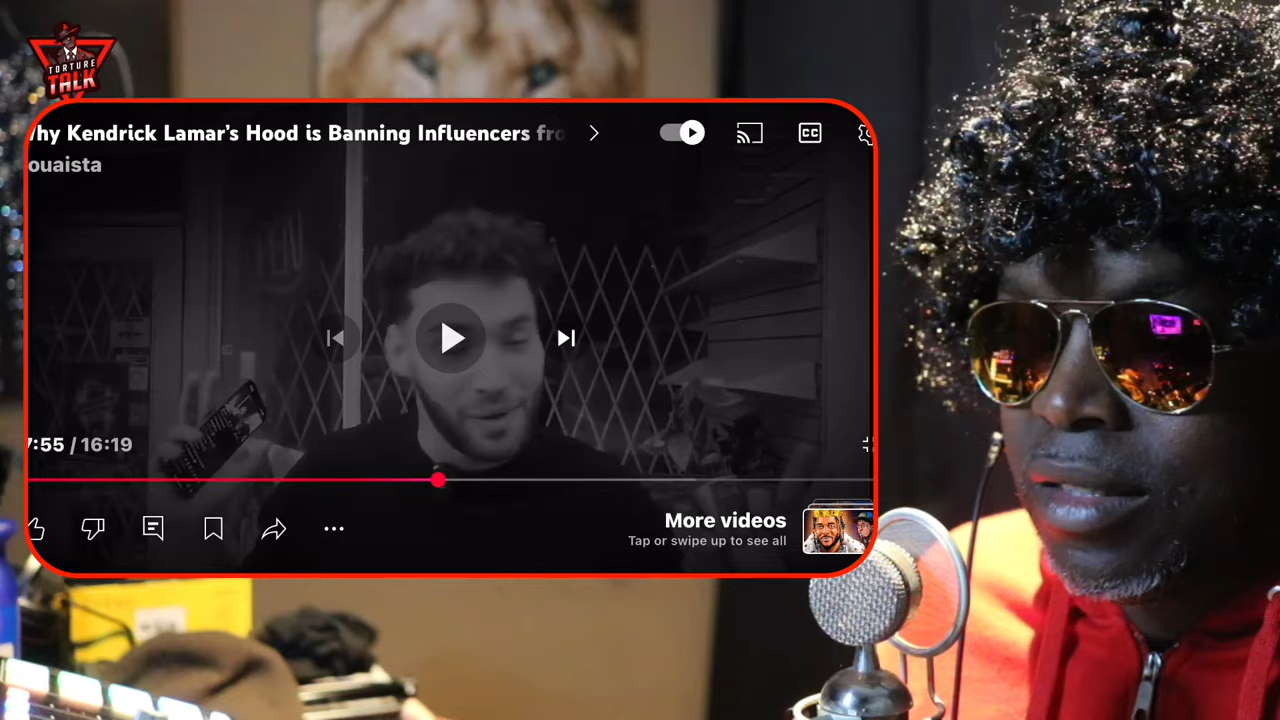 TORTURE
TALK
hy Kendrick Lamar's Hood is Banning Influencers fro
CC
ouaista
7:55 / 16:19
More videos
Tap or swipe up to see all